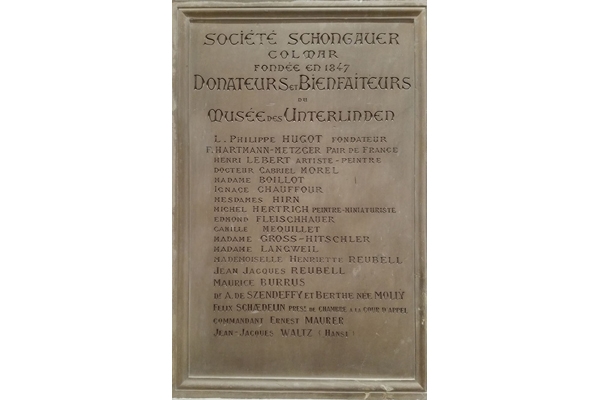 SOCIÉTÉ SCHONGAUER
COLMAR
FONDÉE EN 1847
DONATEURS ET BIENFAITEURS
DU
MUSÉE DES UNTERLINDEN
L. PHILIPPE HUGOT FONDATEUR
F. HARTMANN-METZGER PAIR DE FRANCE
HENRI LEBERT ARTISTE-PEINTRE
DOCTEUR GABRIEL MOREL
MADAME BOILLOT
IGNACE CHAUFFOUR
MESDAMES HIRN
MICHEL HERTRICH PEINTRE-MINIATURISTE
EDMOND FLEISCHHAUER
CAMILLE MEQUILLET
MADAME GROSS-HITSCHLER
MADAME LANGWEIL
MADEMOISELLE HENRIETTE REUBELL
JEAN JACQUES REUBELL
MAURICE BURRUS
DR A. DE SZENDEFFY ET BERTHE NÉE MOLLY
FELIX SCHÆDELIN PRÉST DE CHAMBRE A LA COUR D'APPEL
COMMANDANT ERNEST MAURER
JEAN-JACQUES WALTZ (HANSI)